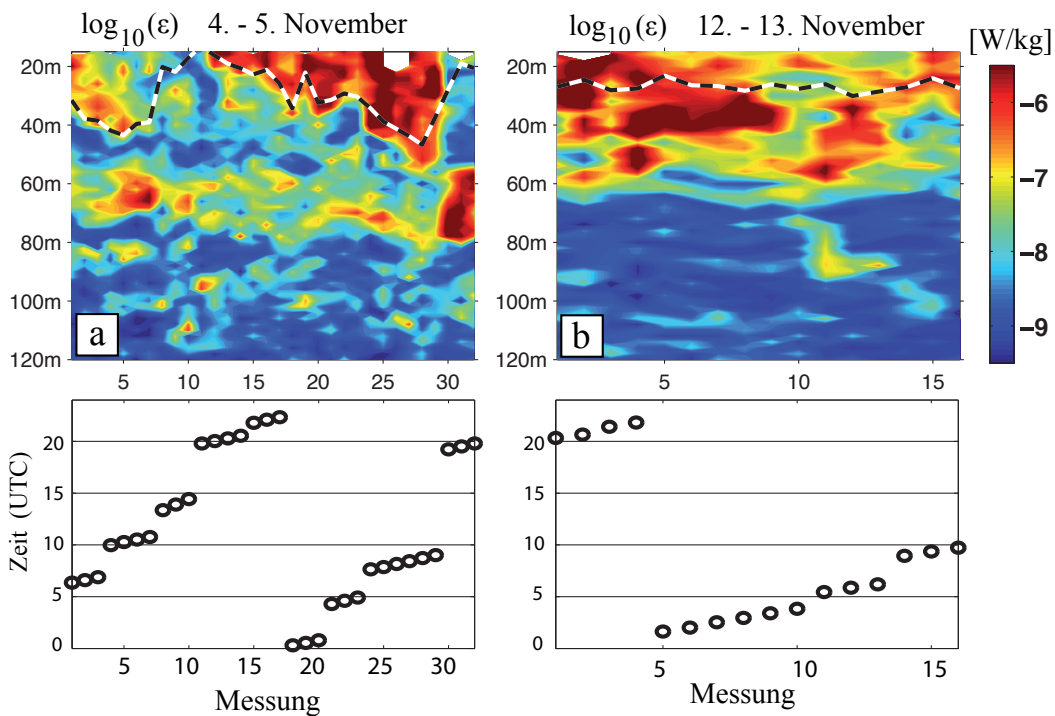 log10(ε) 4. - 5. November
log10(ε) 12. - 13. November
[W/kg]
20m
40m
60m
80m
100m
120m
a
5
10
15
20
25
30
20m
40m
60m
80m
100m
120m
b
5
10
15
−6
−7
−8
−9
Zeit (UTC)
20
15
10
5
0
5
10
15
20
25
30
Messung
20
15
10
5
0
5
10
15
Messung